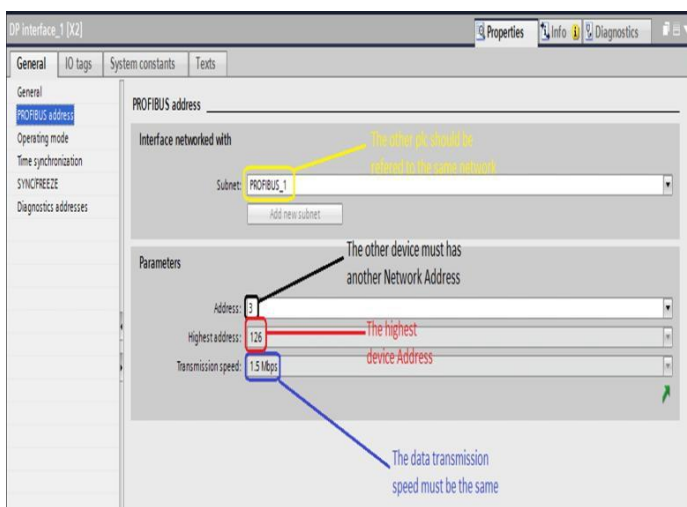 DP interface_1 [X2]
Properties
Info
Diagnostics
General
IO tags
System constants
Texts
General
PROFIBUS address
Operating mode
Time synchronization
SYNC/FREEZE
Diagnostics addresses
PROFIBUS address
Interface networked with
The other plc should be
refered to the same network
Subnet: PROFIBUS_1
Add new subnet
Parameters
The other device must has
another Network Address
Address: 3
Highest address: 126
The highest
device Address
Transmission speed: 1.5 Mbps
The data transmission
speed must be the same